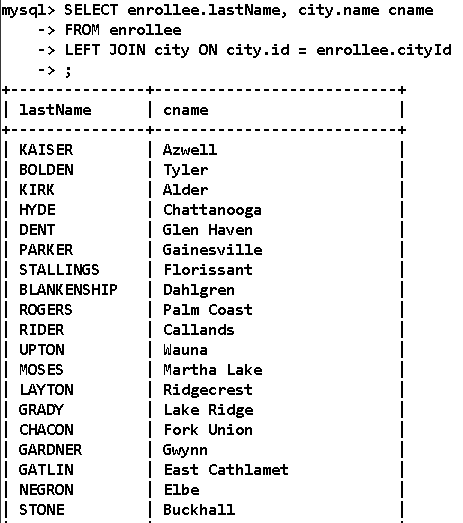 mysql> SELECT enrollee.lastName, city.name cname
    -> FROM enrollee
    -> LEFT JOIN city ON city.id = enrollee.cityId
    -> ;
+--------------+-------------------------+
| lastName     | cname                   |
+--------------+-------------------------+
| KAISER       | Azwell                  |
| BOLDEN       | Tyler                   |
| KIRK         | Alder                   |
| HYDE         | Chattanooga             |
| DENT         | Glen Haven              |
| PARKER       | Gainesville             |
| STALLINGS    | Florissant              |
| BLANKENSHIP  | Dahlgren                |
| ROGERS       | Palm Coast              |
| RIDER        | Callands                |
| UPTON        | Wauna                   |
| MOSES        | Martha Lake             |
| LAYTON       | Ridgecrest              |
| GRADY        | Lake Ridge              |
| CHACON       | Fork Union              |
| GARDNER      | Gwynn                   |
| GATLIN       | East Cathlamet          |
| NEGRON       | Elbe                    |
| STONE        | Buckhall                |